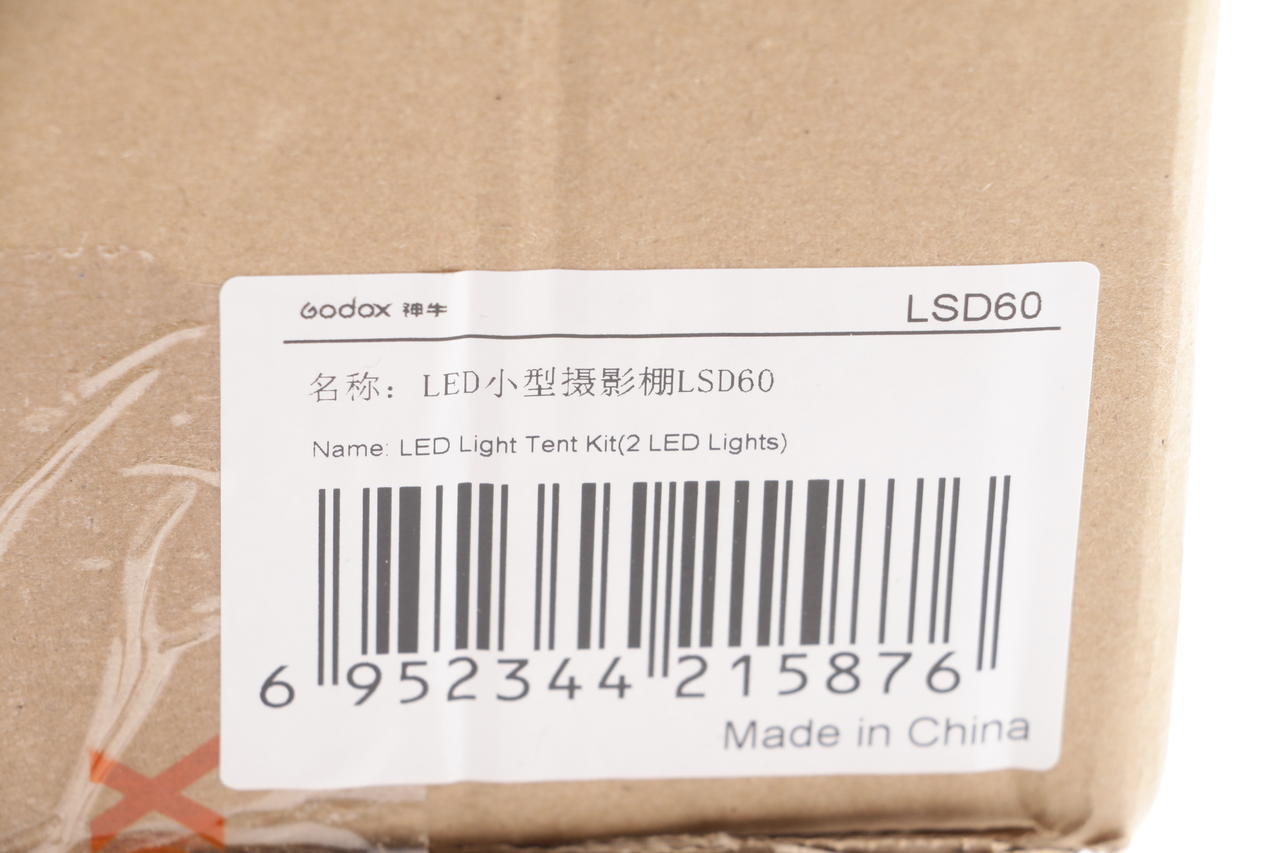 Godox 神牛 LSD60
名称：LED小型摄影棚LSD60
Name: LED Light Tent Kit(2 LED Lights)
6 952344 215876
Made in China